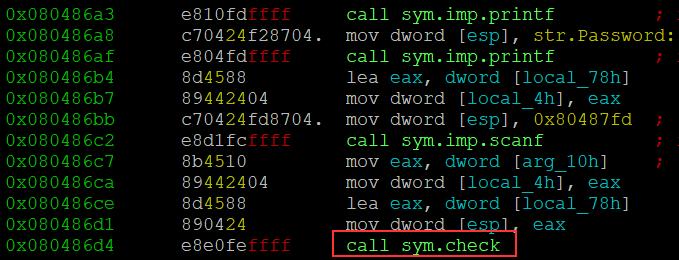 0x080486a3 e810fdffff call sym.imp.printf ;
0x080486a8 c70424f28704. mov dword [esp], str.Password:
0x080486af e804fdffff call sym.imp.printf ;
0x080486b4 8d4588 lea eax, dword [local_78h]
0x080486b7 89442404 mov dword [local_4h], eax
0x080486bb c70424fd8704. mov dword [esp], 0x80487fd ;
0x080486c2 e8d1fcffff call sym.imp.scanf ;
0x080486c7 8b4510 mov eax, dword [arg_10h] ;
0x080486ca 89442404 mov dword [local_4h], eax
0x080486ce 8d4588 lea eax, dword [local_78h]
0x080486d1 890424 mov dword [esp], eax
0x080486d4 e8e0feffff call sym.check